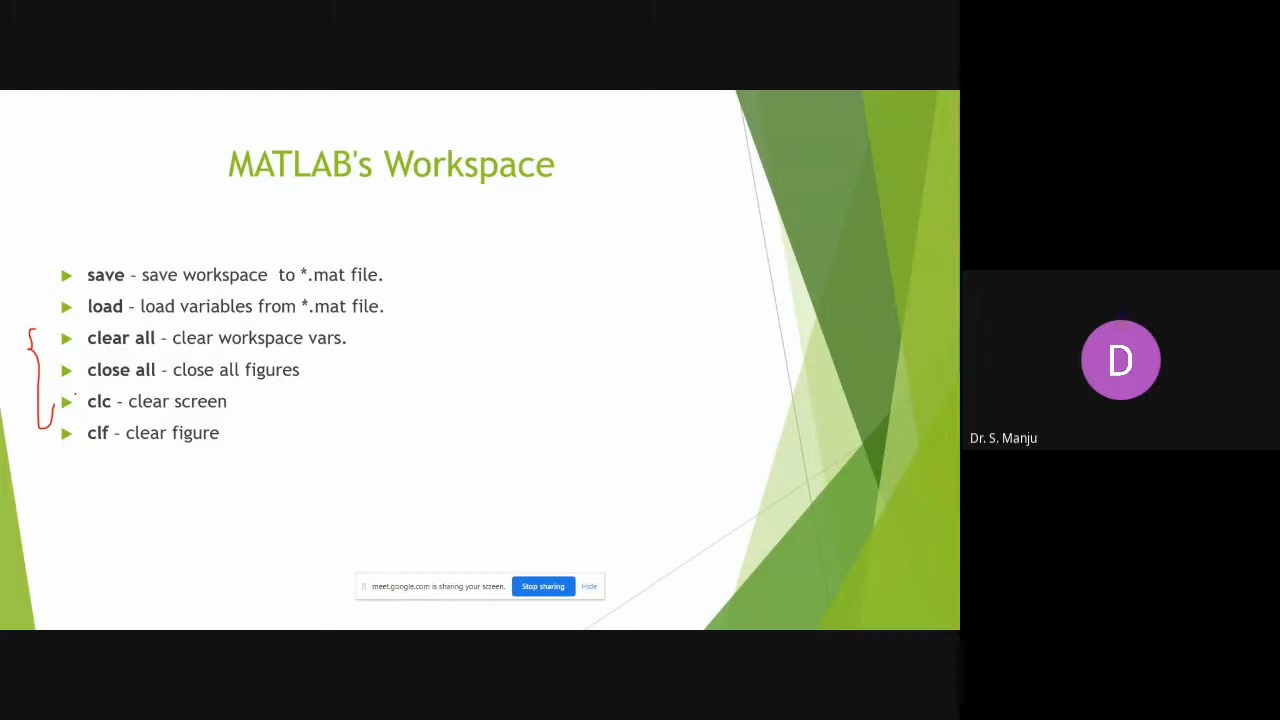 MATLAB's Workspace
save – save workspace to *.mat file.
load – load variables from *.mat file.
clear all – clear workspace vars.
close all – close all figures
clc – clear screen
clf – clear figure
meet.google.com is sharing your screen. Stop sharing Hide
D
Dr. S. Manju